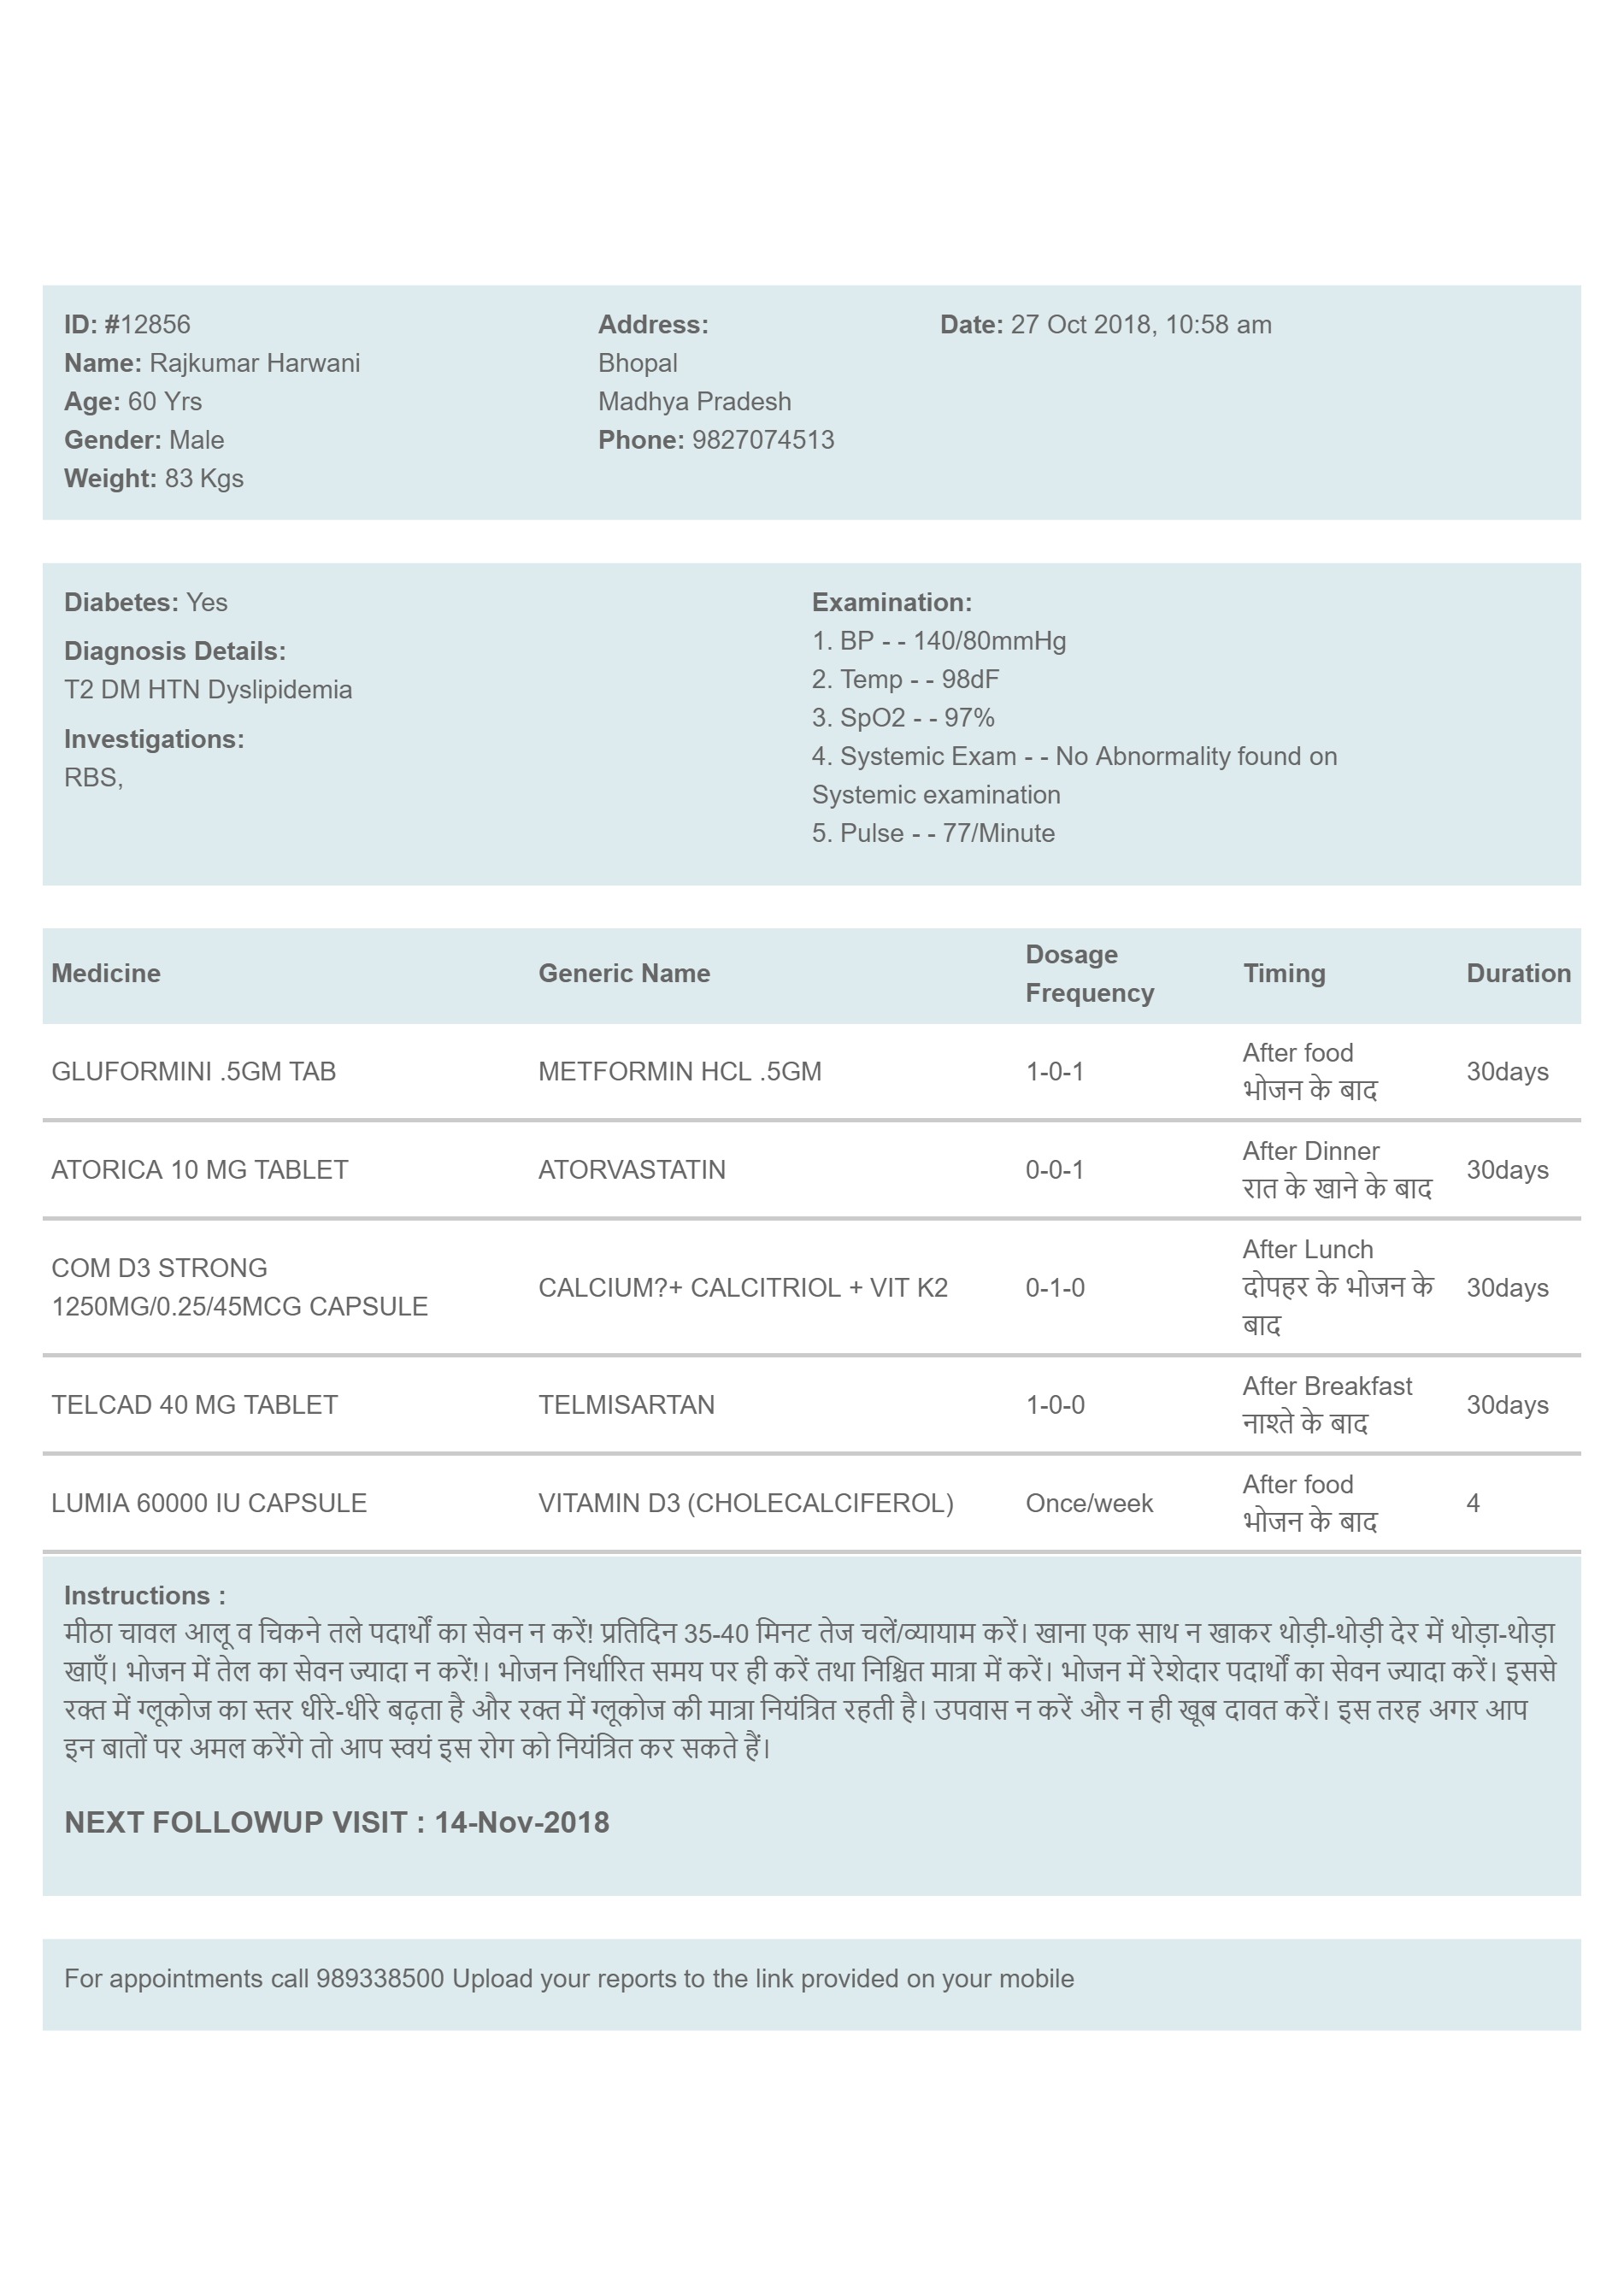 ID: #12856
Name: Rajkumar Harwani
Age: 60 Yrs
Gender: Male
Weight: 83 Kgs
Address:
Bhopal
Madhya Pradesh
Phone: 9827074513
Date: 27 Oct 2018, 10:58 am
Diabetes: Yes
Diagnosis Details:
T2 DM HTN Dyslipidemia
Investigations:
RBS,
Examination:
1. BP - - 140/80mmHg
2. Temp - - 98dF
3. SpO2 - - 97%
4. Systemic Exam - - No Abnormality found on
Systemic examination
5. Pulse - - 77/Minute
Medicine Generic Name Dosage Frequency Timing Duration
GLUFORMINI .5GM TAB METFORMIN HCL .5GM 1-0-1 After food भोजन के बाद 30days
ATORICA 10 MG TABLET ATORVASTATIN 0-0-1 After Dinner रात के खाने के बाद 30days
COM D3 STRONG 1250MG/0.25/45MCG CAPSULE CALCIUM?+ CALCITRIOL + VIT K2 0-1-0 After Lunch दोपहर के भोजन के बाद 30days
TELCAD 40 MG TABLET TELMISARTAN 1-0-0 After Breakfast नाश्ते के बाद 30days
LUMIA 60000 IU CAPSULE VITAMIN D3 (CHOLECALCIFEROL) Once/week After food भोजन के बाद 4
Instructions :
मीठा चावल आलू व चिकने तले पदार्थों का सेवन न करें! प्रतिदिन 35-40 मिनट तेज चलें/व्यायाम करें। खाना एक साथ न खाकर थोड़ी-थोड़ी देर में थोड़ा-थोड़ा
खाएँ। भोजन में तेल का सेवन ज्यादा न करें!। भोजन निर्धारित समय पर ही करें तथा निश्चित मात्रा में करें। भोजन में रेशेदार पदार्थों का सेवन ज्यादा करें। इससे
रक्त में ग्लूकोज का स्तर धीरे-धीरे बढ़ता है और रक्त में ग्लूकोज की मात्रा नियंत्रित रहती है। उपवास न करें और न ही खूब दावत करें। इस तरह अगर आप
इन बातों पर अमल करेंगे तो आप स्वयं इस रोग को नियंत्रित कर सकते हैं।
NEXT FOLLOWUP VISIT : 14-Nov-2018
For appointments call 989338500 Upload your reports to the link provided on your mobile